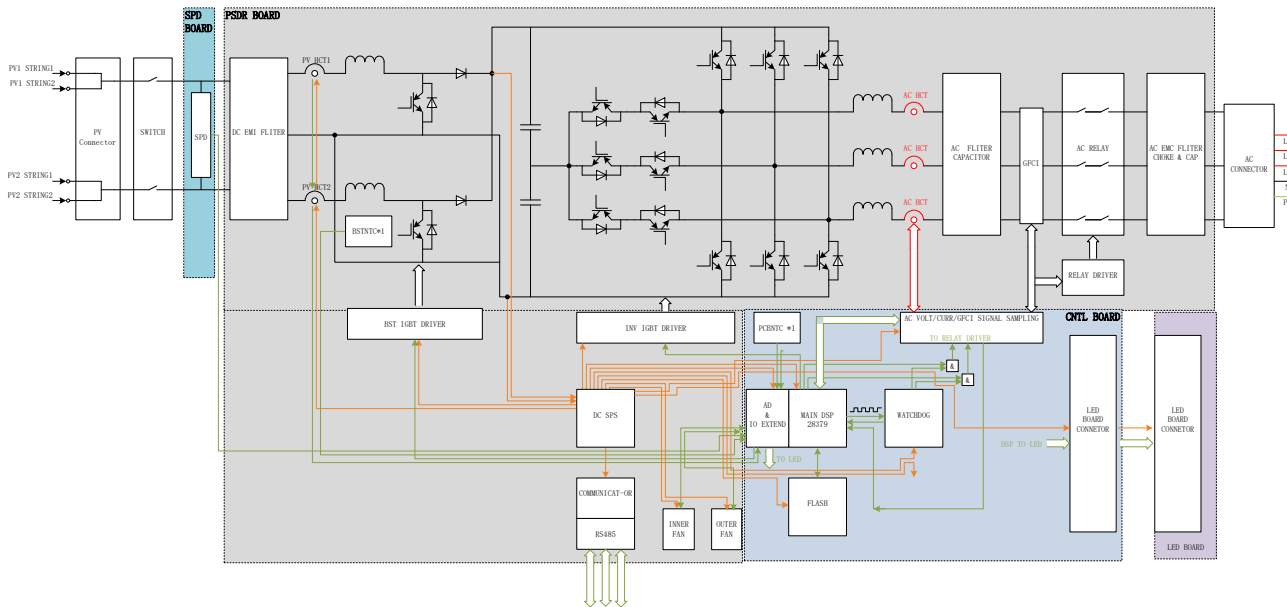 SPD
BOARD
PSDR BOARD
PV1 STRING1
PV1 STRING2
PV2 STRING1
PV2 STRING2
PV
Connector
SWITCH
SPD
DC EMI FLITER
PV HCT1
PV HCT2
BSTNTC*1
AC HCT
AC HCT
AC HCT
AC FLITER
CAPACITOR
GFCI
AC RELAY
AC EMC FLITER
CHOKE & CAP
AC
CONNECTOR
L
L
L
P
RELAY DRIVER
BST IGBT DRIVER
INV IGBT DRIVER
PCBNTC *1
AC VOLT/CURR/GFCI SIGNAL SAMPLING
CNTL BOARD
TO RELAY DRIVER
&
&
DC SPS
AD
&
IO EXTEND
MAIN DSP
28379
WATCHDOG
LED
BOARD
CONNETOR
LED
BOARD
CONNETOR
DSP TO LED
TO LED
COMMUNICAT-OR
RS485
INNER
FAN
OUTER
FAN
FLASH
LED BOARD